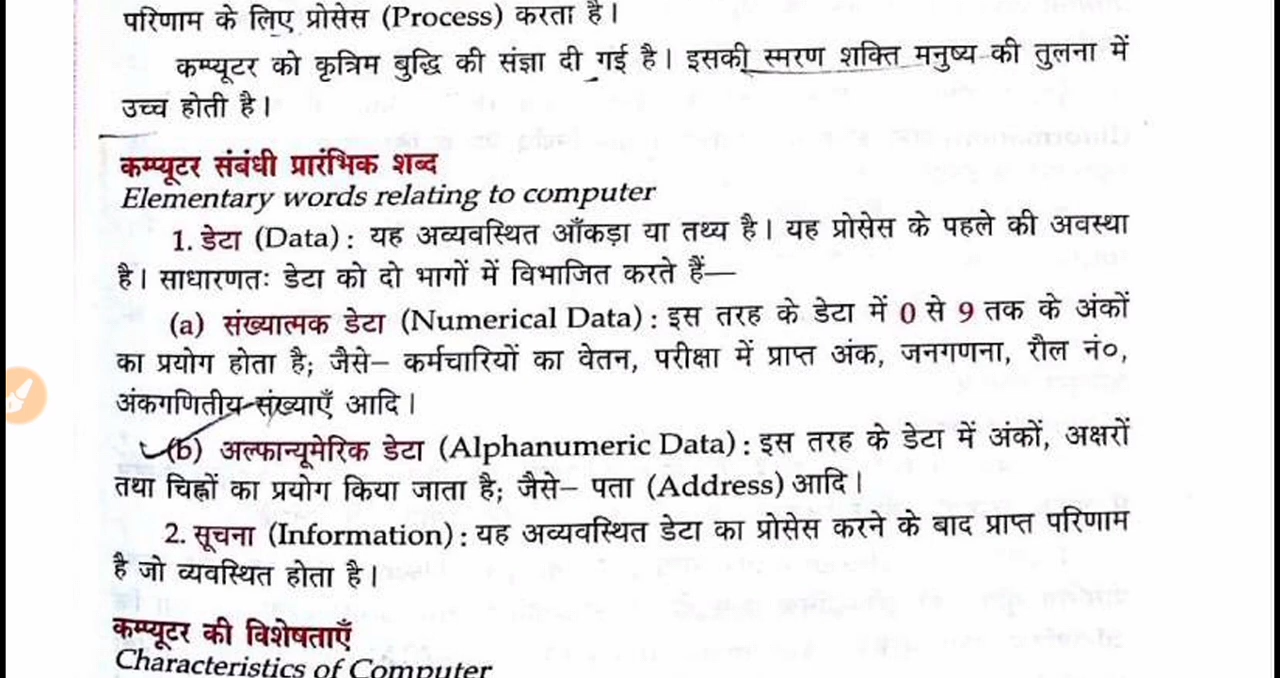 परिणाम के लिए प्रोसेस (Process) करता है।
कम्प्यूटर को कृत्रिम बुद्धि की संज्ञा दी गई है। इसकी स्मरण शक्ति मनुष्य की तुलना में
उच्च होती है।
कम्प्यूटर संबंधी प्रारंभिक शब्द
Elementary words relating to computer
1. डेटा (Data) : यह अव्यवस्थित आँकड़ा या तथ्य है। यह प्रोसेस के पहले की अवस्था
है। साधारणतः डेटा को दो भागों में विभाजित करते हैं—
(a) संख्यात्मक डेटा (Numerical Data) : इस तरह के डेटा में 0 से 9 तक के अंकों
का प्रयोग होता है; जैसे– कर्मचारियों का वेतन, परीक्षा में प्राप्त अंक, जनगणना, रौल नं०,
अंकगणितीय संख्याएँ आदि।
(b) अल्फान्यूमेरिक डेटा (Alphanumeric Data) : इस तरह के डेटा में अंकों, अक्षरों
तथा चिह्नों का प्रयोग किया जाता है; जैसे– पता (Address) आदि।
2. सूचना (Information) : यह अव्यवस्थित डेटा का प्रोसेस करने के बाद प्राप्त परिणाम
है जो व्यवस्थित होता है।
कम्प्यूटर की विशेषताएँ
Characteristics of Computer